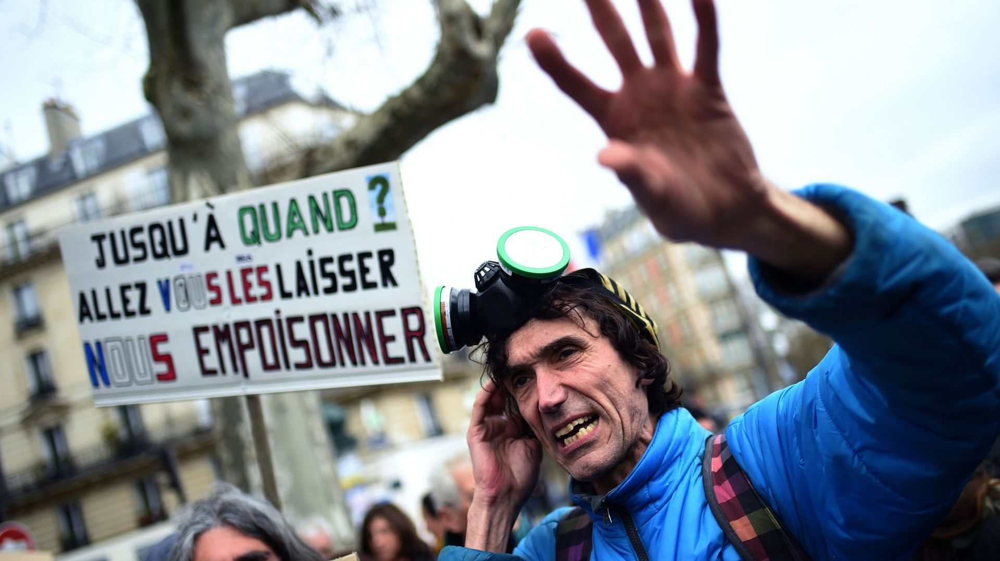 JUSQU'À QUAND ?
ALLEZ VOUS LES LAiSSER
NOUS EMPOiSONNER